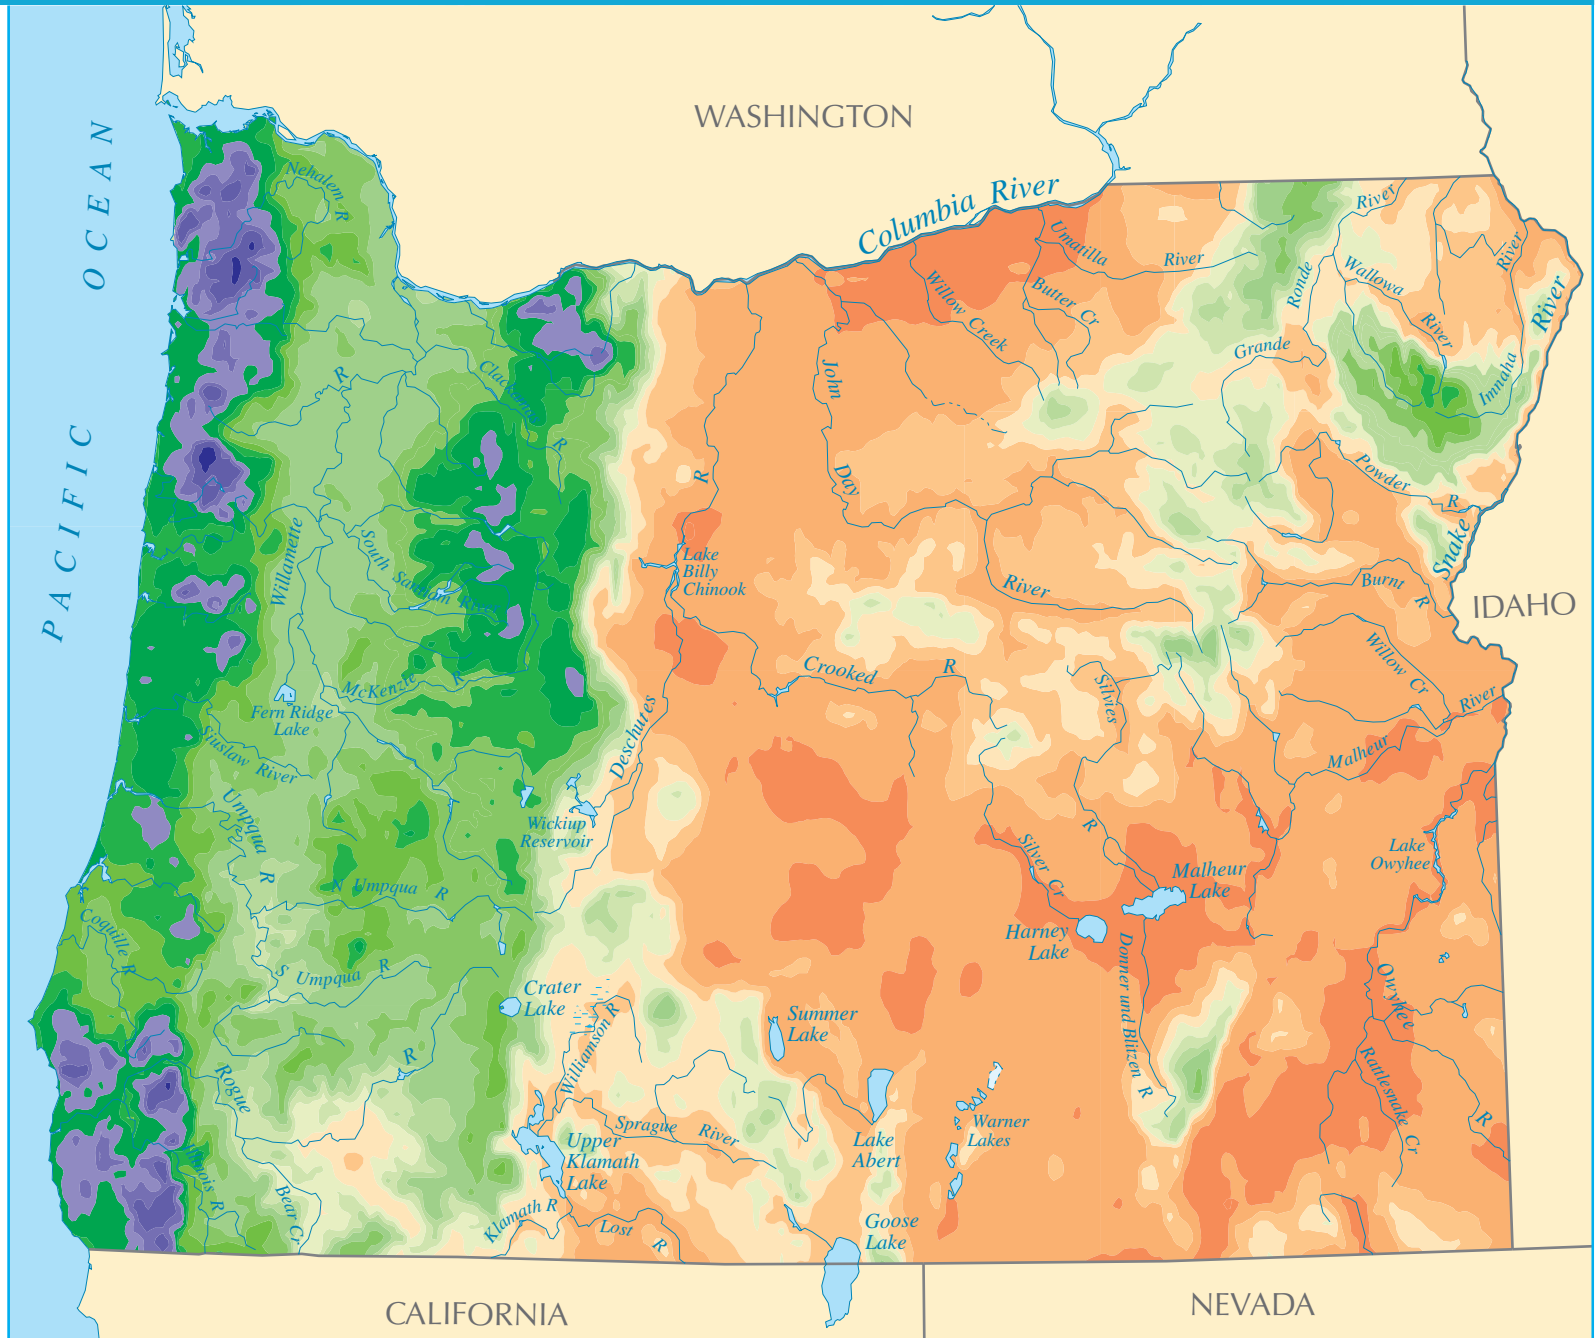 WASHINGTON
PACIFIC OCEAN
Columbia River
Nehalem R
Umatilla River
River
Ronde
Wallowa River
River
River
Willow Creek
Butter Cr
Grande
Imnaha
Clackamas R
R
John Day
R
Powder R
Snake
Willamette
South Santiam River
Lake
Billy
Chinook
River
Burnt R
IDAHO
McKenzie R
Crooked R
Silvies
Willow Cr
River
Fern Ridge
Lake
Siuslaw River
Deschutes
Malheur
Umpqua R
Wickiup
Reservoir
R
Silver Cr
Lake
Owyhee
Malheur
Lake
N Umpqua R
Coquille R
Harney
Lake
Donner und Blitzen R
S Umpqua R
Crater
Lake
Williamson R
Summer
Lake
Owyhee
R
Rogue
Rattlesnake Cr
R
Sprague River
Warner
Lakes
Upper
Klamath
Lake
Lake
Abert
Illinois R
Bear Cr
Klamath R
Lost R
Goose
Lake
CALIFORNIA
NEVADA